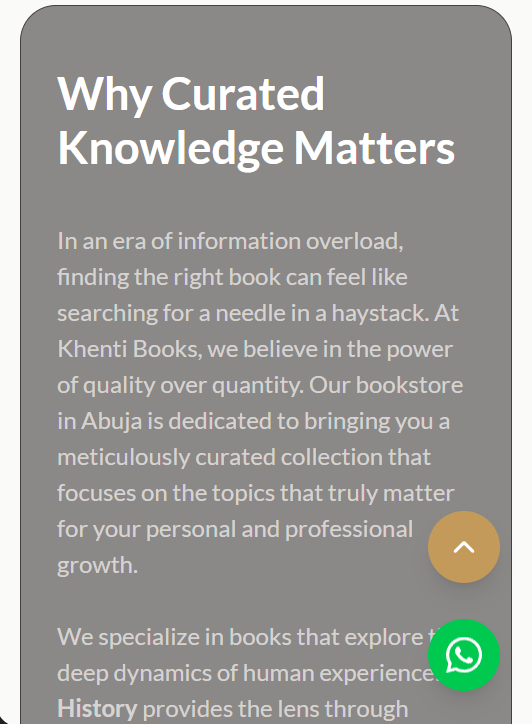 Why Curated
Knowledge Matters
In an era of information overload,
finding the right book can feel like
searching for a needle in a haystack. At
Khenti Books, we believe in the power
of quality over quantity. Our bookstore
in Abuja is dedicated to bringing you a
meticulously curated collection that
focuses on the topics that truly matter
for your personal and professional
growth.
We specialize in books that explore
deep dynamics of human experience.
History provides the lens through